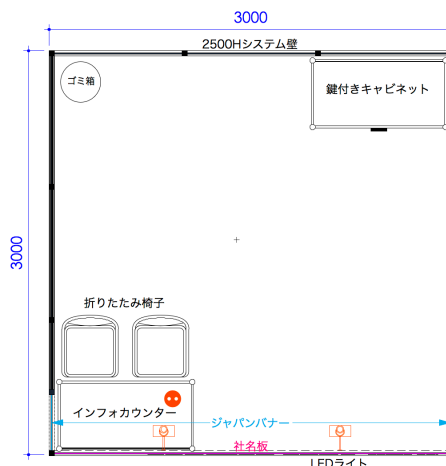 3000
2500Hシステム壁
ゴミ箱
鍵付きキャビネット
3000
折りたたみ椅子
インフォカウンター
ジャパンバナー
社名板
LEDライト